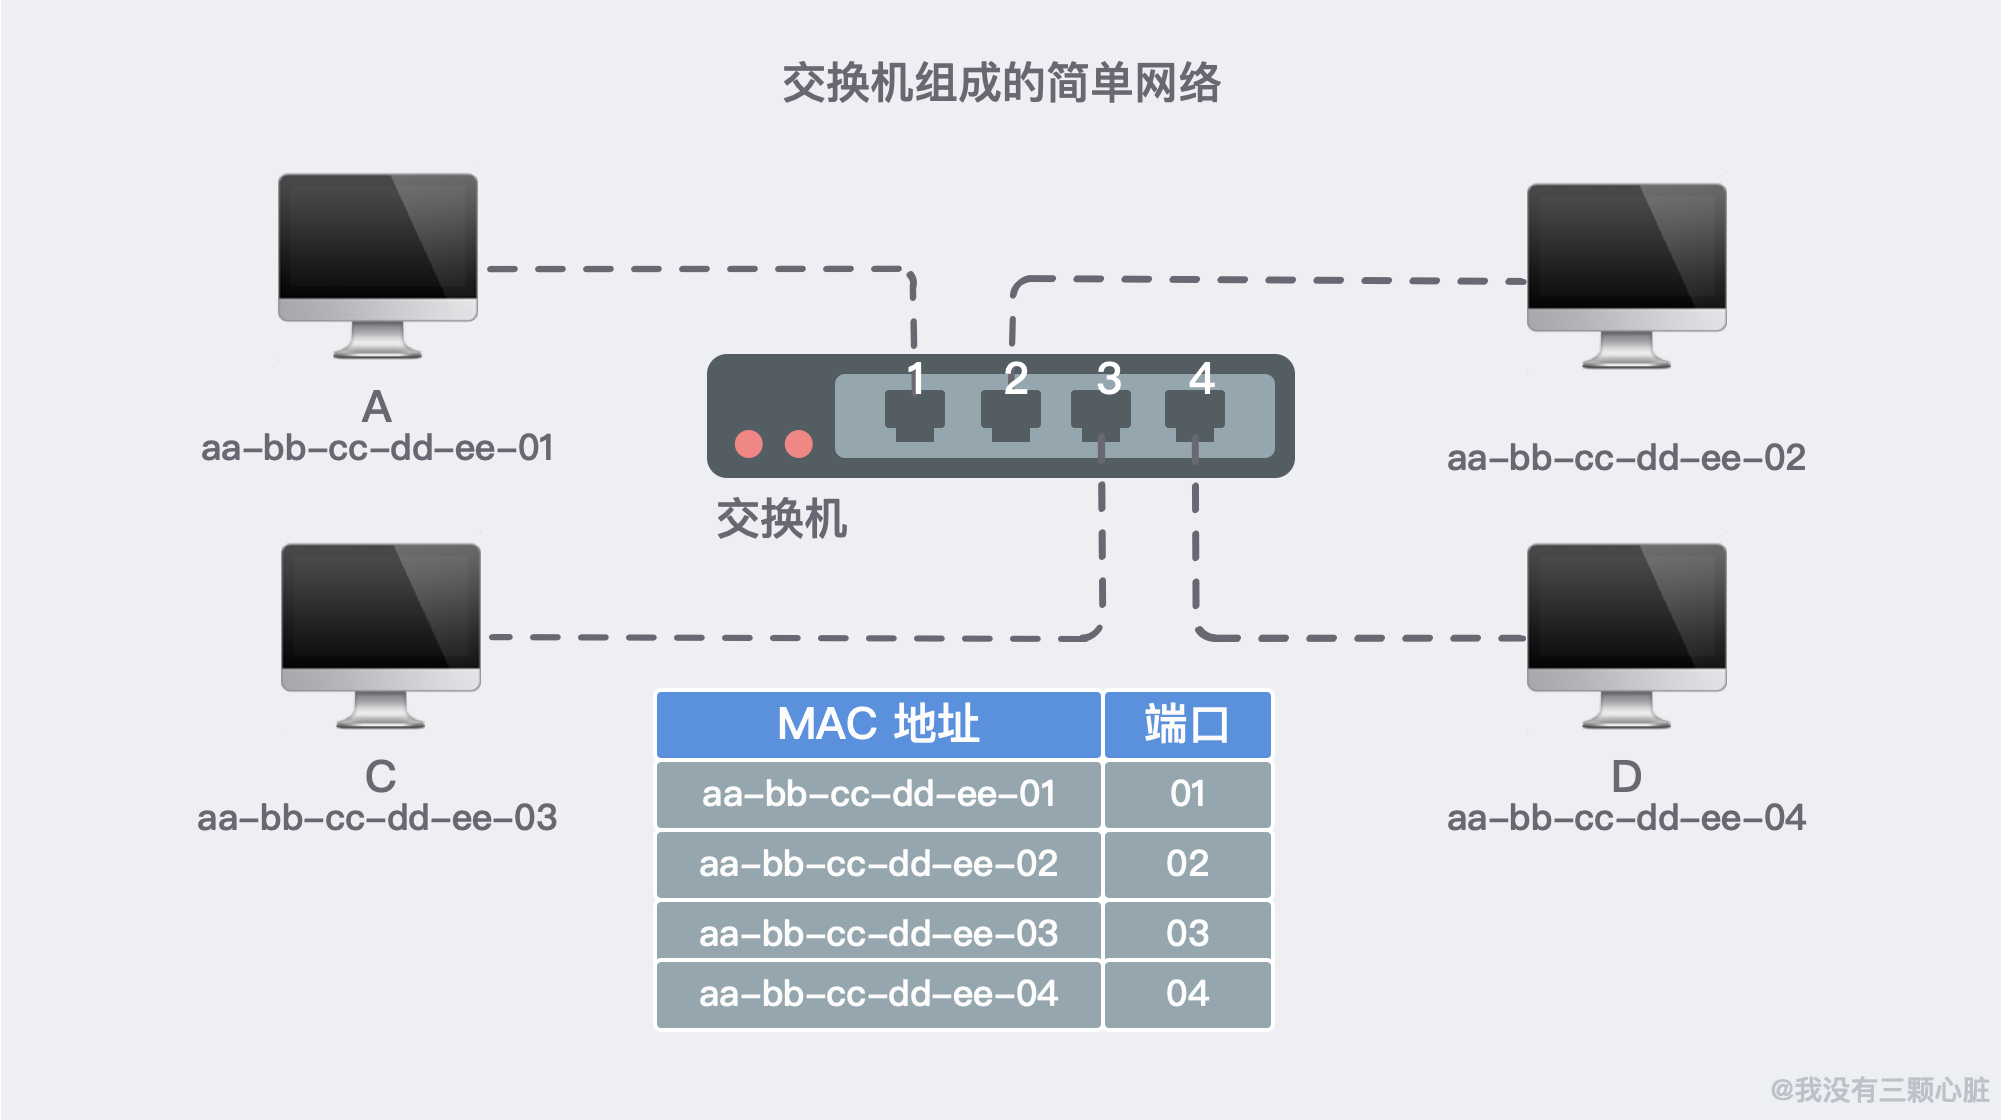 交换机组成的简单网络
A
aa-bb-cc-dd-ee-01
aa-bb-cc-dd-ee-02
1 2 3 4
交换机
C
aa-bb-cc-dd-ee-03
D
aa-bb-cc-dd-ee-04
MAC 地址 端口
aa-bb-cc-dd-ee-01 01
aa-bb-cc-dd-ee-02 02
aa-bb-cc-dd-ee-03 03
aa-bb-cc-dd-ee-04 04
@我没有三颗心脏